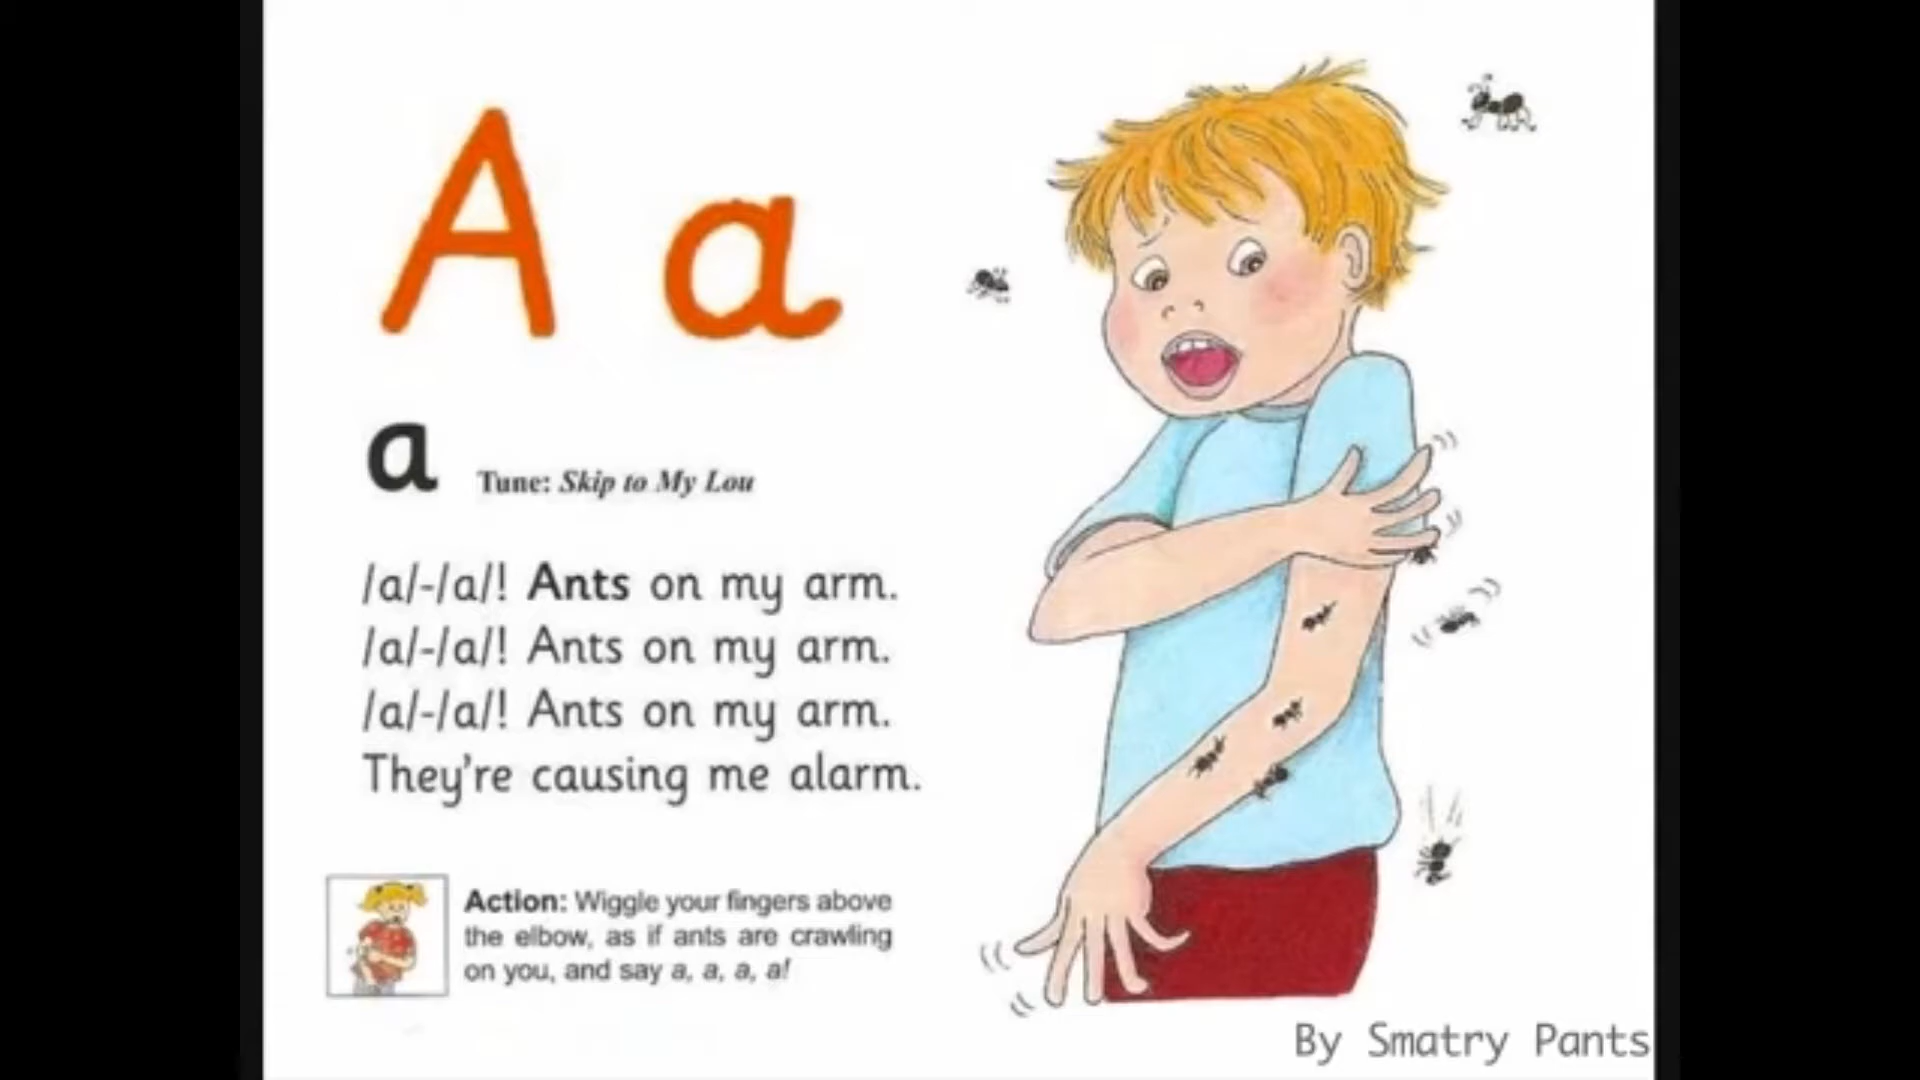 A a
a Tune: Skip to My Lou
/a/-/a/! Ants on my arm.
/a/-/a/! Ants on my arm.
/a/-/a/! Ants on my arm.
They're causing me alarm.
Action: Wiggle your fingers above
the elbow, as if ants are crawling
on you, and say a, a, a, a!
By Smatry Pants